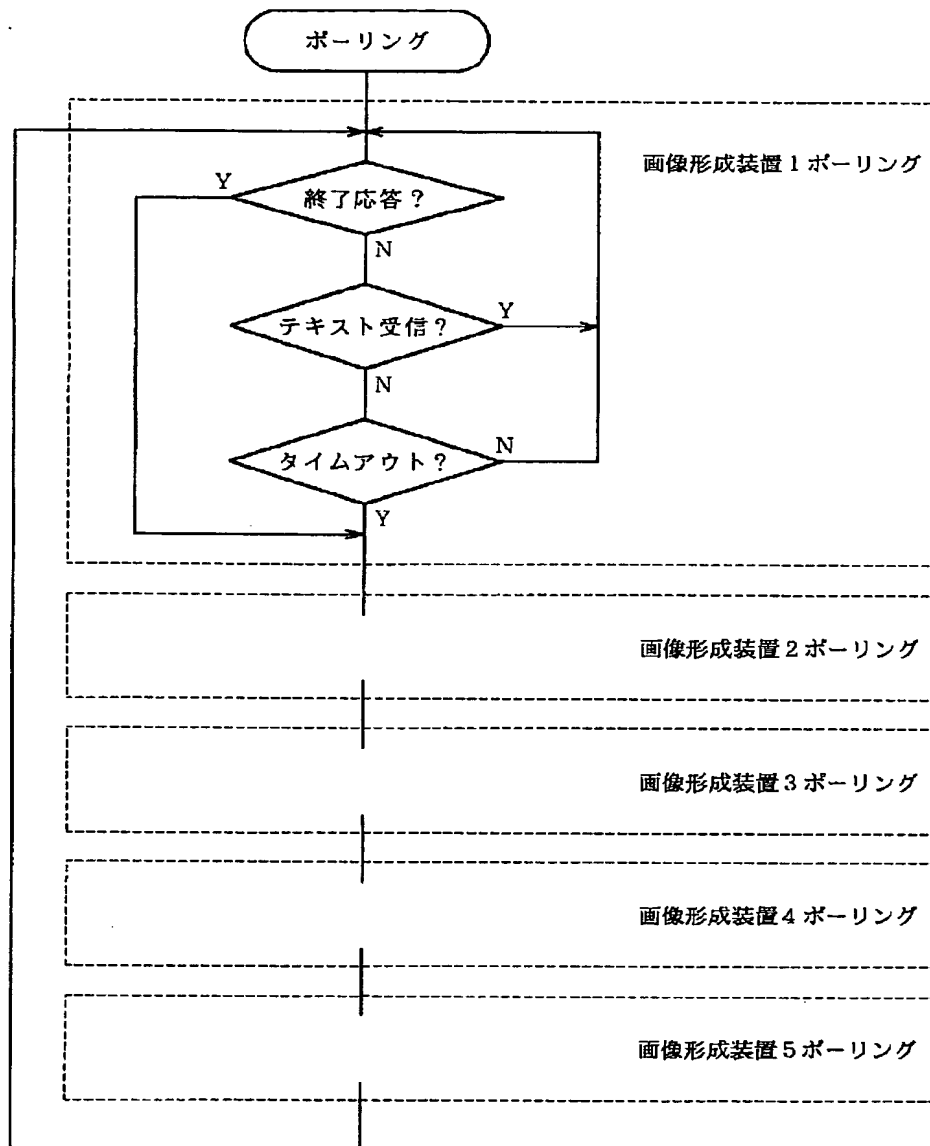 ポーリング
画像形成装置1ポーリング
Y
終了応答?
N
テキスト受信?
Y
N
タイムアウト?
N
Y
画像形成装置2ポーリング
画像形成装置3ポーリング
画像形成装置4ポーリング
画像形成装置5ポーリング